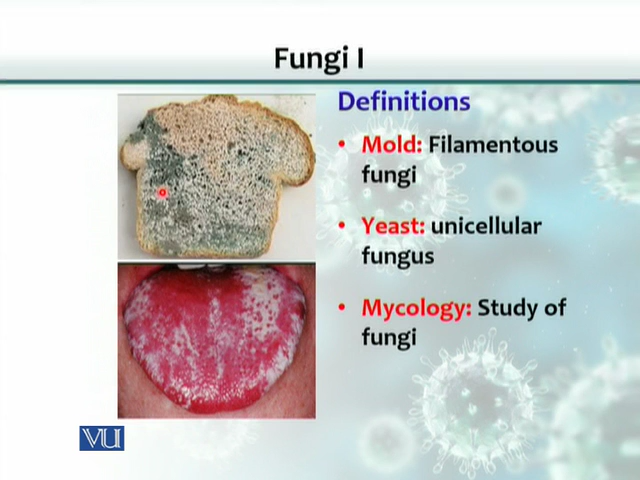 Fungi I
Definitions
• Mold: Filamentous
fungi
• Yeast: unicellular
fungus
• Mycology: Study of
fungi
VU